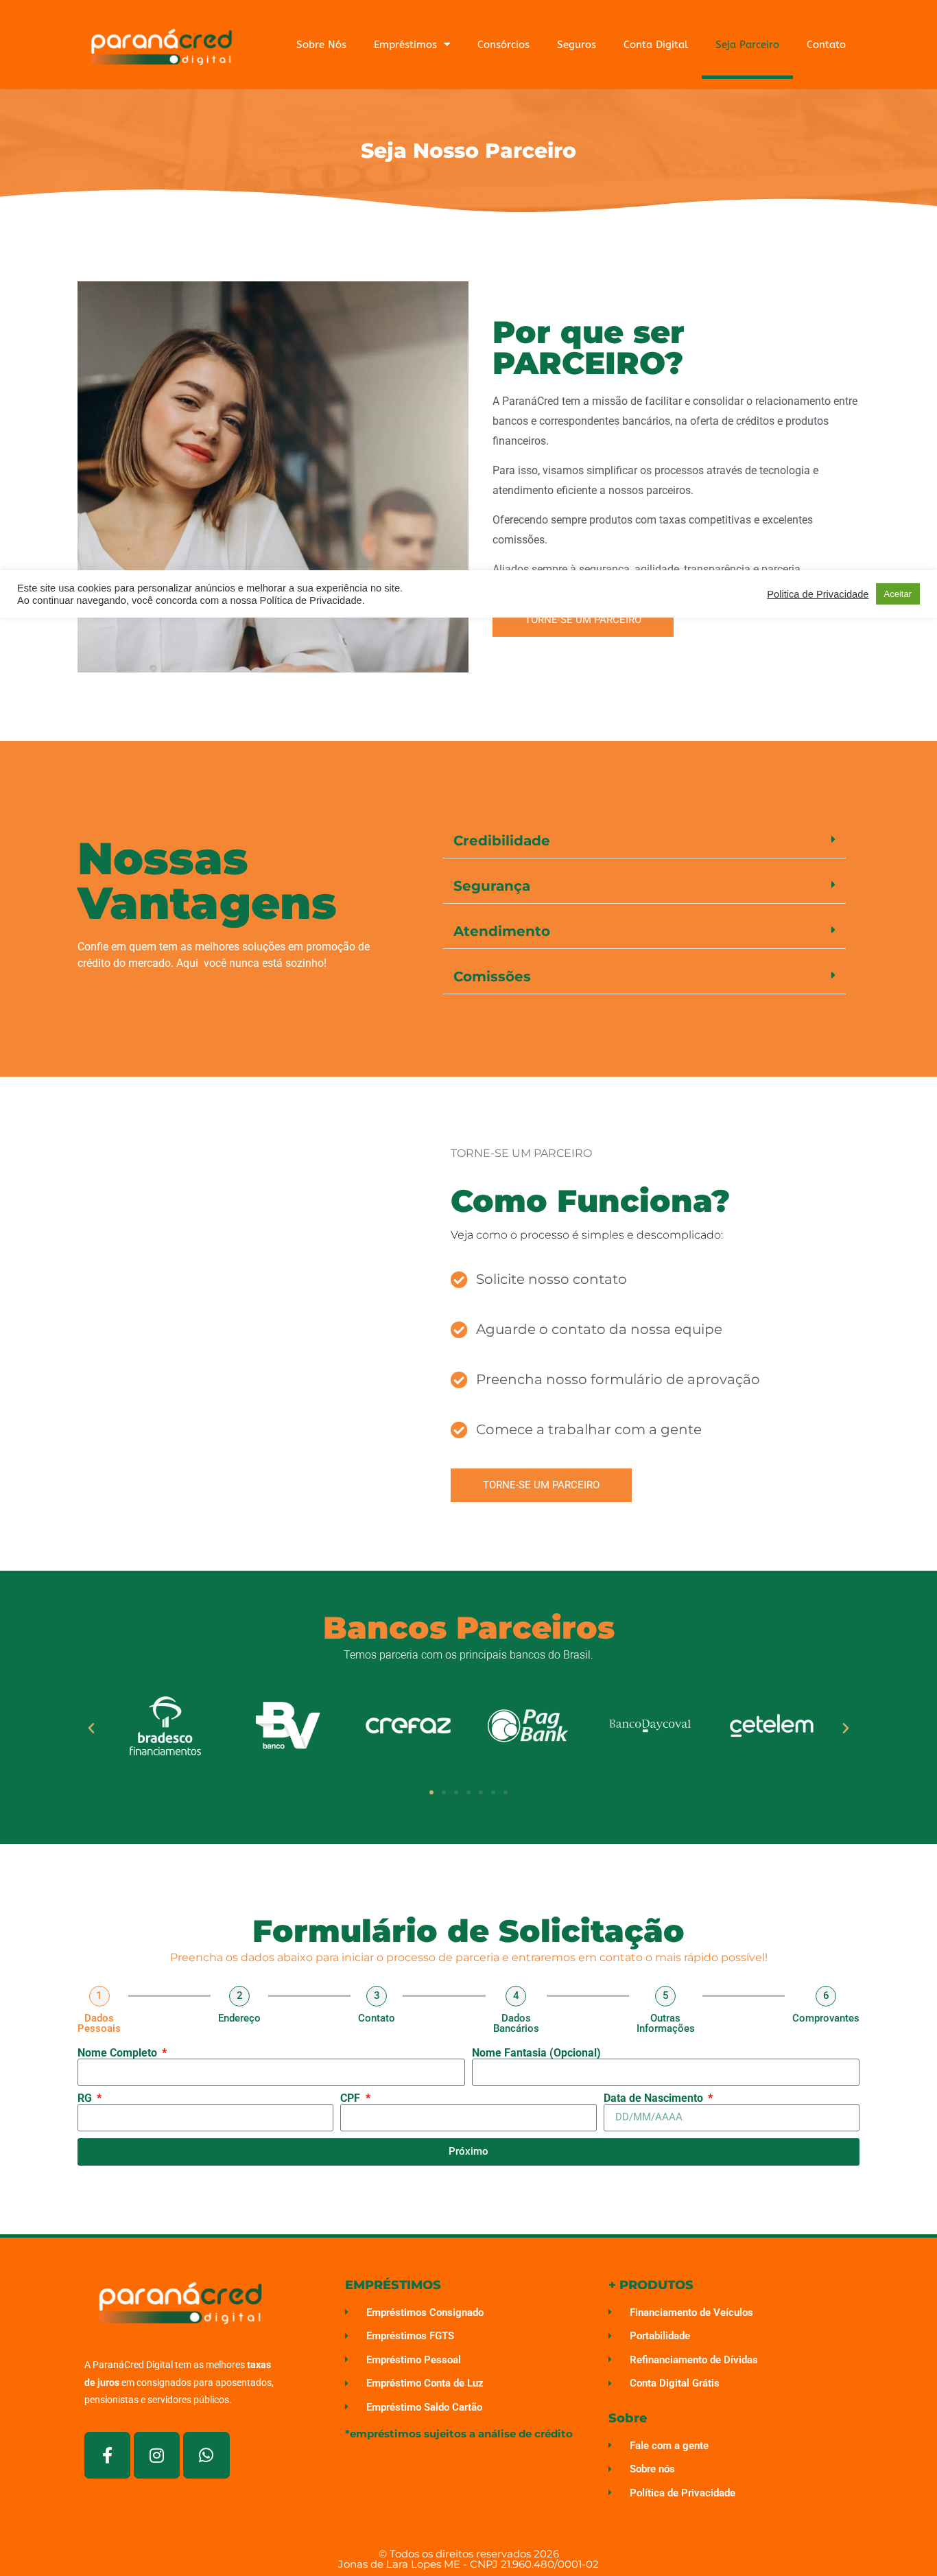 paranácred
digital
Sobre Nós
Empréstimos
Consórcios
Seguros
Conta Digital
Seja Parceiro
Contato
Seja Nosso Parceiro
Por que ser
PARCEIRO?
A ParanáCred tem a missão de facilitar e consolidar o relacionamento entre
bancos e correspondentes bancários, na oferta de créditos e produtos
financeiros.
Para isso, visamos simplificar os processos através de tecnologia e
atendimento eficiente a nossos parceiros.
Oferecendo sempre produtos com taxas competitivas e excelentes
comissões.
Aliados sempre à segurança, agilidade, transparência e parceria.
Este site usa cookies para personalizar anúncios e melhorar a sua experiência no site.
Ao continuar navegando, você concorda com a nossa Política de Privacidade.
Politica de Privacidade
Aceitar
TORNE-SE UM PARCEIRO
Nossas
Vantagens
Confie em quem tem as melhores soluções em promoção de
crédito do mercado. Aqui você nunca está sozinho!
Credibilidade
Segurança
Atendimento
Comissões
TORNE-SE UM PARCEIRO
Como Funciona?
Veja como o processo é simples e descomplicado:
Solicite nosso contato
Aguarde o contato da nossa equipe
Preencha nosso formulário de aprovação
Comece a trabalhar com a gente
TORNE-SE UM PARCEIRO
Bancos Parceiros
Temos parceria com os principais bancos do Brasil.
bradesco
financiamentos
BV
banco
crefaz
Pag
Bank
BancoDaycoval
cetelem
Formulário de Solicitação
Preencha os dados abaixo para iniciar o processo de parceria e entraremos em contato o mais rápido possível!
1
Dados
Pessoais
2
Endereço
3
Contato
4
Dados
Bancários
5
Outras
Informações
6
Comprovantes
Nome Completo *
Nome Fantasia (Opcional)
RG *
CPF *
Data de Nascimento *
DD/MM/AAAA
Próximo
paranácred
digital
A ParanáCred Digital tem as melhores taxas
de juros em consignados para aposentados,
pensionistas e servidores públicos.
EMPRÉSTIMOS
Empréstimos Consignado
Empréstimos FGTS
Empréstimo Pessoal
Empréstimo Conta de Luz
Empréstimo Saldo Cartão
*empréstimos sujeitos a análise de crédito
+ PRODUTOS
Financiamento de Veículos
Portabilidade
Refinanciamento de Dívidas
Conta Digital Grátis
Sobre
Fale com a gente
Sobre nós
Política de Privacidade
© Todos os direitos reservados 2026
Jonas de Lara Lopes ME - CNPJ 21.960.480/0001-02